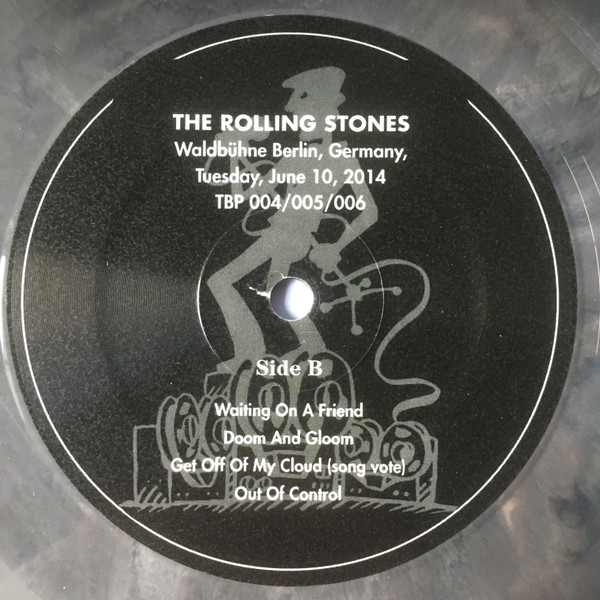 THE ROLLING STONES
Waldbühne Berlin, Germany,
Tuesday, June 10, 2014
TBP 004/005/006
Side B
Waiting On A Friend
Doom And Gloom
Get Off Of My Cloud (song vote)
Out Of Control